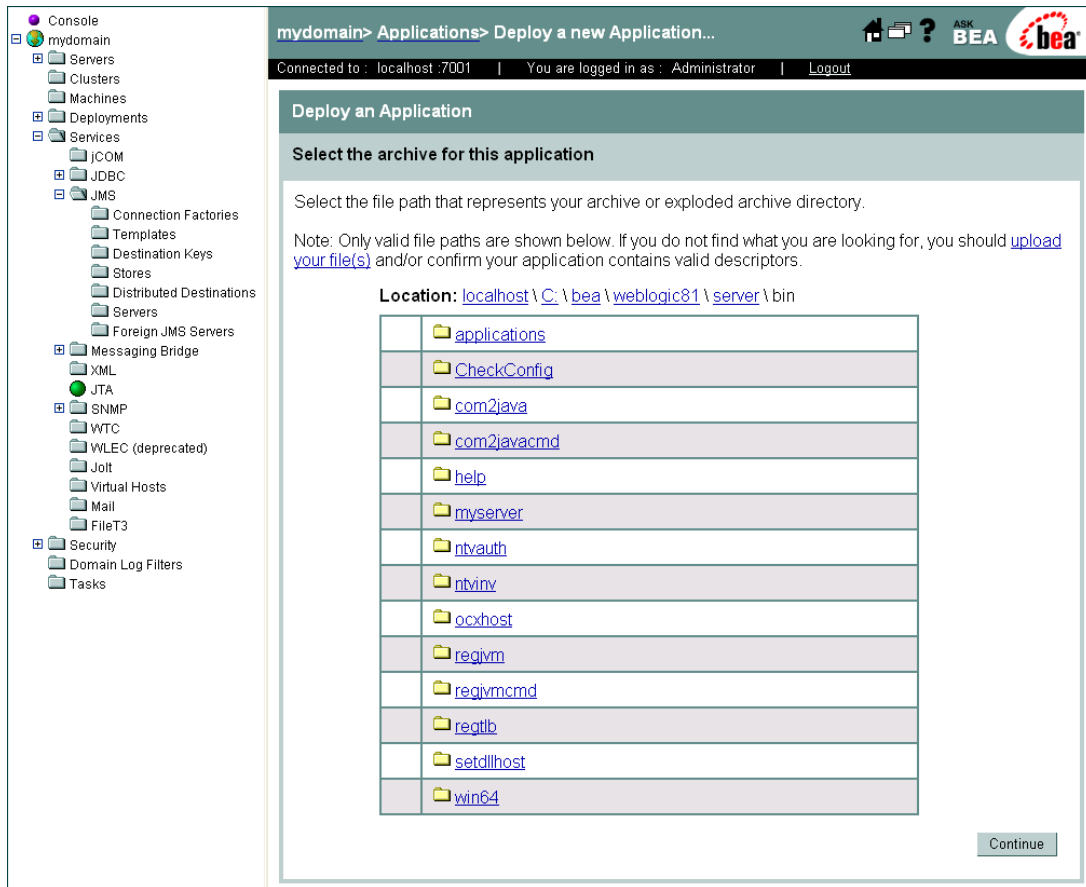 Console
mydomain
Servers
Clusters
Machines
Deployments
Services
jCOM
JDBC
JMS
Connection Factories
Templates
Destination Keys
Stores
Distributed Destinations
Servers
Foreign JMS Servers
Messaging Bridge
XML
JTA
SNMP
WTC
WLEC (deprecated)
Jolt
Virtual Hosts
Mail
FileT3
Security
Domain Log Filters
Tasks
mydomain> Applications> Deploy a new Application...
? ASK BEA bea
Connected to : localhost :7001 | You are logged in as : Administrator | Logout
Deploy an Application
Select the archive for this application
Select the file path that represents your archive or exploded archive directory.
Note: Only valid file paths are shown below. If you do not find what you are looking for, you should upload
your file(s) and/or confirm your application contains valid descriptors.
Location: localhost \ C: \ bea \ weblogic81 \ server \ bin
applications
CheckConfig
com2java
com2javacmd
help
myserver
ntvauth
ntvinv
ocxhost
regjvm
regjvmcmd
regtlb
setdllhost
win64
Continue